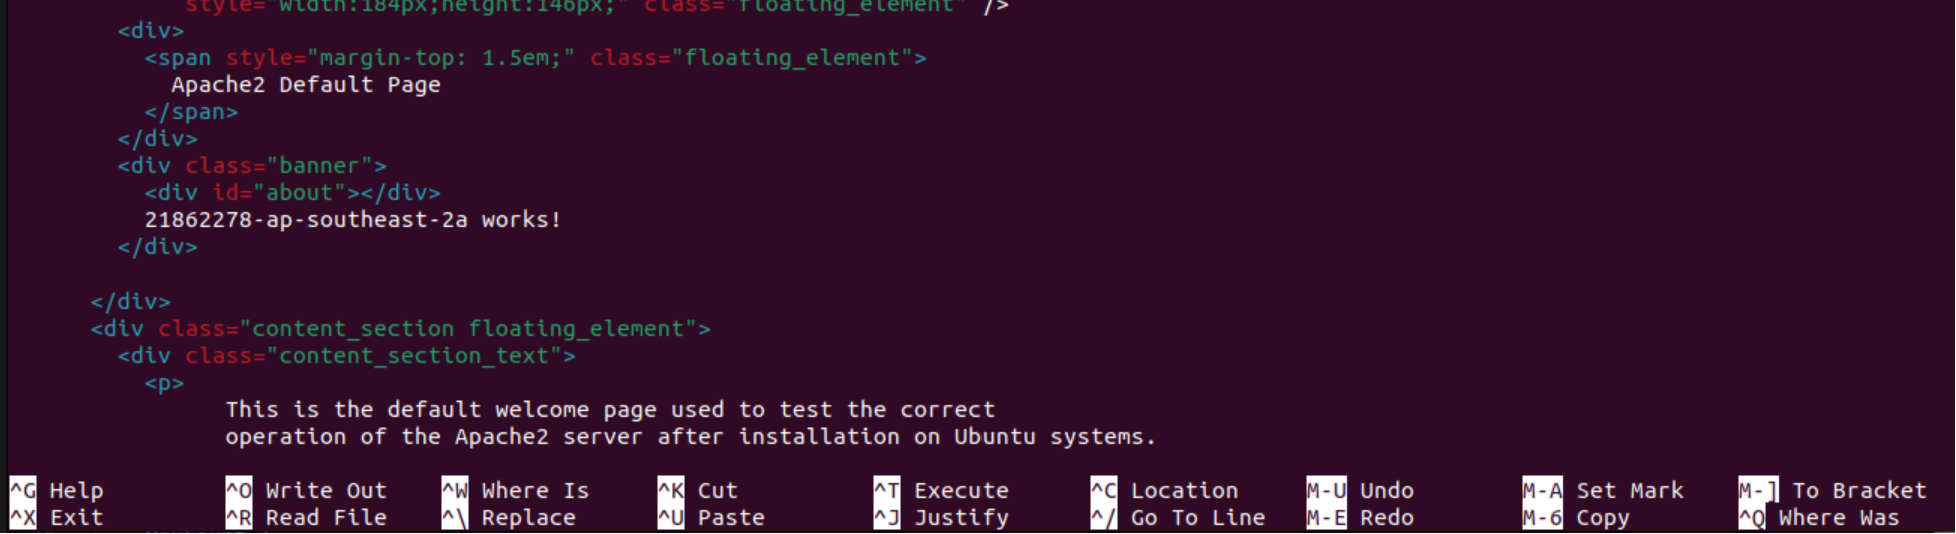 style="width:184px;height:146px;" class="floating_element" />
<div>
<span style="margin-top: 1.5em;" class="floating_element">
Apache2 Default Page
</span>
</div>
<div class="banner">
<div id="about"></div>
21862278-ap-southeast-2a works!
</div>
</div>
<div class="content_section floating_element">
<div class="content_section_text">
<p>
This is the default welcome page used to test the correct
operation of the Apache2 server after installation on Ubuntu systems.
^G Help ^O Write Out ^W Where Is ^K Cut ^T Execute ^C Location M-U Undo M-A Set Mark M-] To Bracket
^X Exit ^R Read File ^\ Replace ^U Paste ^J Justify ^/ Go To Line M-E Redo M-6 Copy ^Q Where Was